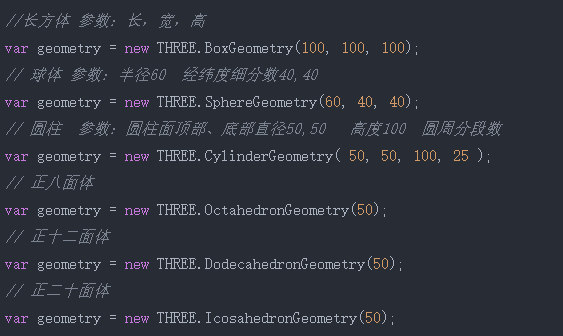 //长方体 参数：长，宽，高
var geometry = new THREE.BoxGeometry(100, 100, 100);
// 球体 参数：半径60  经纬度细分数40,40
var geometry = new THREE.SphereGeometry(60, 40, 40);
// 圆柱  参数：圆柱面顶部、底部直径50,50   高度100  圆周分段数
var geometry = new THREE.CylinderGeometry( 50, 50, 100, 25 );
// 正八面体
var geometry = new THREE.OctahedronGeometry(50);
// 正十二面体
var geometry = new THREE.DodecahedronGeometry(50);
// 正二十面体
var geometry = new THREE.IcosahedronGeometry(50);